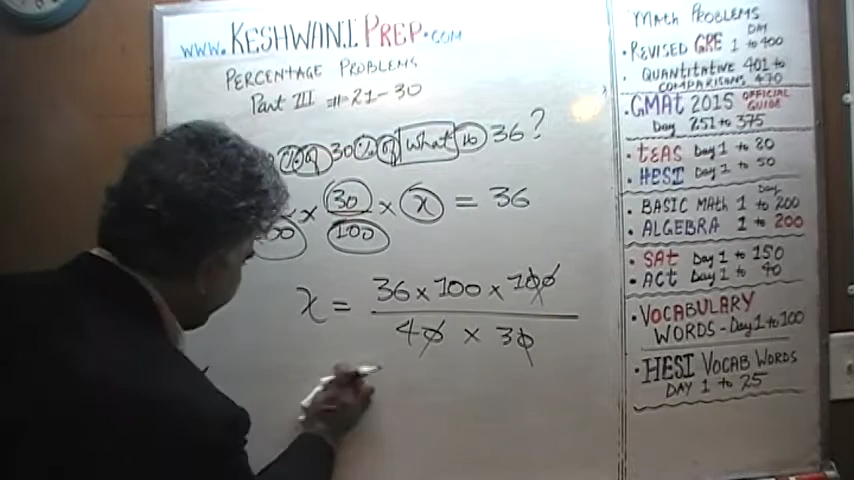 www.KESHWANI PREP.COM
PERCENTAGE PROBLEMS
Part III # 21-30
% of 30% of what is 36?
x 30/100 x x = 36
x = 36 x 100 x 100
40 x 30
Math PROBLEMS
• REVISED GRE DAY 1 to 400
• QUANTITATIVE COMPARISONS 401 to 470
• GMAT 2015 OFFICIAL GUIDE
Day 251 to 375
• tEAS Day 1 to 20
• HESI Day 1 to 50
• BASIC MAth Day 1 to 200
• ALGEBRA 1 to 200
• SAt Day 1 to 150
• ACt Day 1 to 40
• VOCABULARY
WORDS - Day 1 to 100
• HESI VOCAB WORDS
DAY 1 to 25